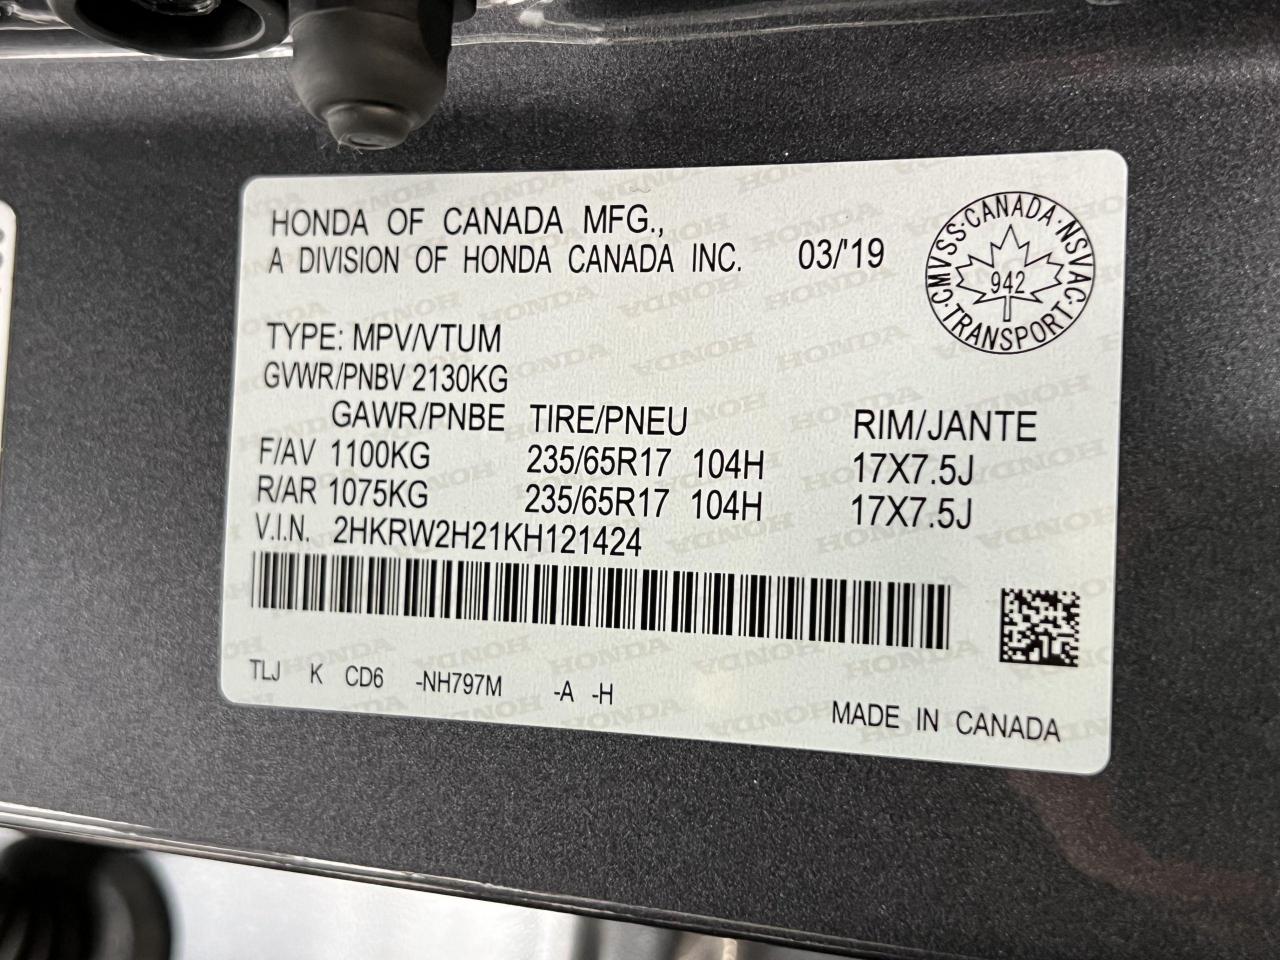 HONDA OF CANADA MFG.,
A DIVISION OF HONDA CANADA INC. 03/'19
CMVSS·CANADA·NSVAC·TRANSPORT·
942
TYPE: MPV/VTUM
GVWR/PNBV 2130KG
GAWR/PNBE TIRE/PNEU RIM/JANTE
F/AV 1100KG 235/65R17 104H 17X7.5J
R/AR 1075KG 235/65R17 104H 17X7.5J
V.I.N. 2HKRW2H21KH121424
TLJ K CD6 -NH797M -A -H
MADE IN CANADA